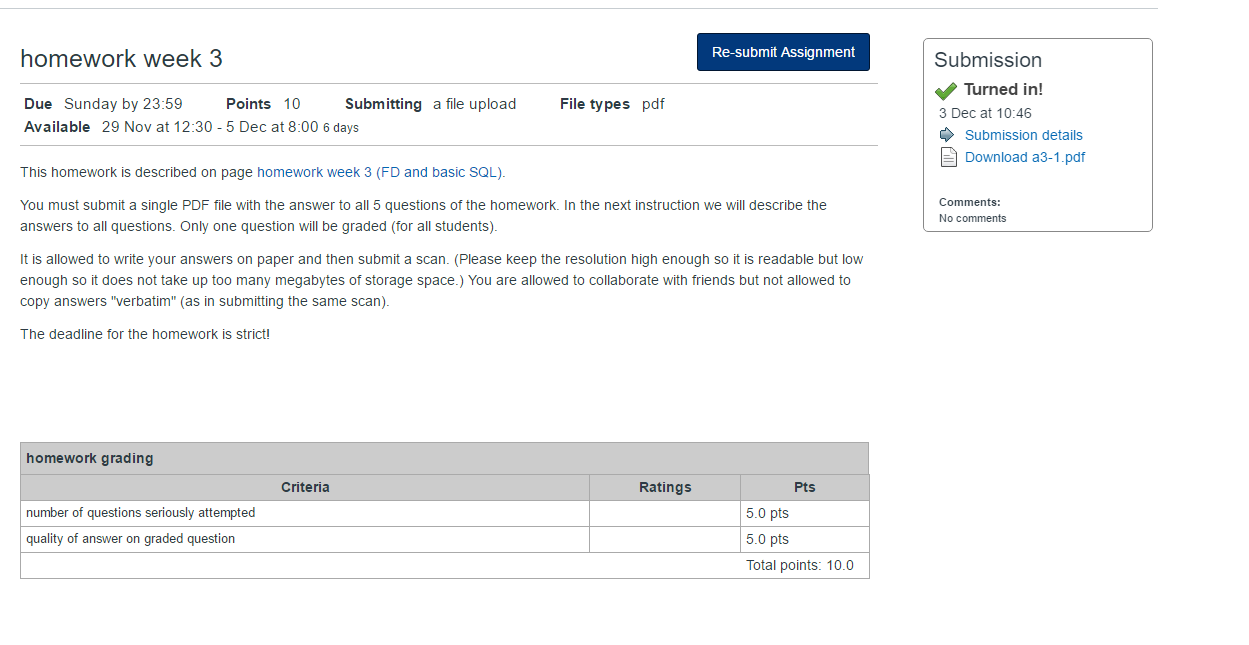 homework week 3
Re-submit Assignment
Due Sunday by 23:59 Points 10 Submitting a file upload File types pdf
Available 29 Nov at 12:30 - 5 Dec at 8:00 6 days
This homework is described on page homework week 3 (FD and basic SQL).
You must submit a single PDF file with the answer to all 5 questions of the homework. In the next instruction we will describe the
answers to all questions. Only one question will be graded (for all students).
It is allowed to write your answers on paper and then submit a scan. (Please keep the resolution high enough so it is readable but low
enough so it does not take up too many megabytes of storage space.) You are allowed to collaborate with friends but not allowed to
copy answers "verbatim" (as in submitting the same scan).
The deadline for the homework is strict!
homework grading
Criteria Ratings Pts
number of questions seriously attempted 5.0 pts
quality of answer on graded question 5.0 pts
Total points: 10.0
Submission
Turned in!
3 Dec at 10:46
Submission details
Download a3-1.pdf
Comments:
No comments